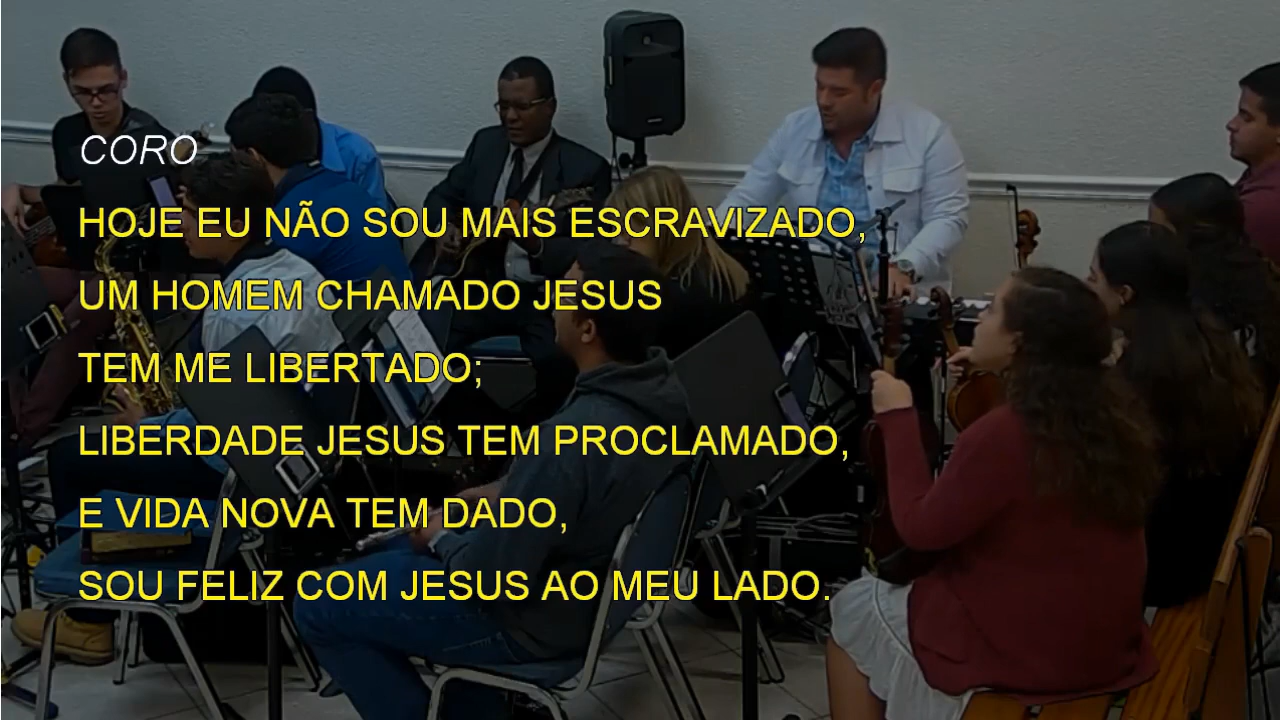 CORO
HOJE EU NÃO SOU MAIS ESCRAVIZADO,
UM HOMEM CHAMADO JESUS
TEM ME LIBERTADO;
LIBERDADE JESUS TEM PROCLAMADO,
E VIDA NOVA TEM DADO,
SOU FELIZ COM JESUS AO MEU LADO.